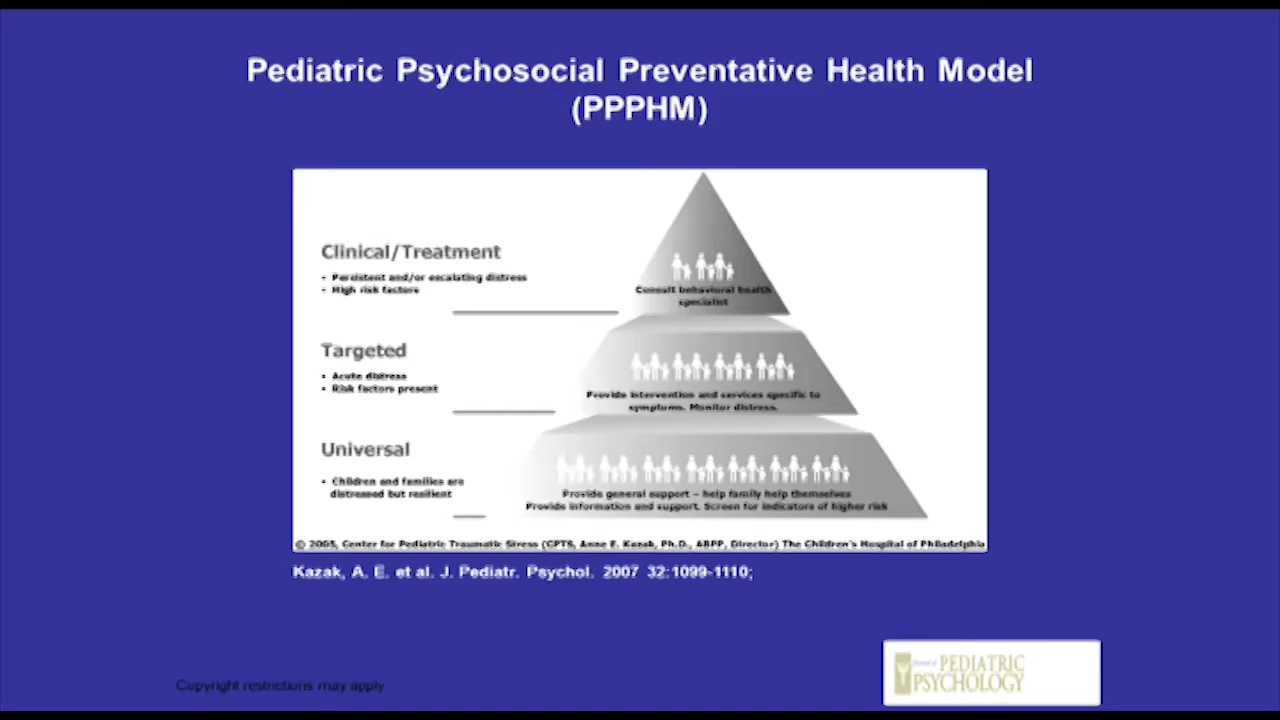 Pediatric Psychosocial Preventative Health Model
(PPPHM)
Clinical/Treatment
• Persistent and/or escalating distress
• High risk factors
Consult behavioral health
specialist
Targeted
• Acute distress
• Risk factors present
Provide intervention and services specific to
symptoms. Monitor distress.
Universal
• Children and families are
distressed but resilient
Provide general support – help family help themselves
Provide information and support. Screen for indicators of higher risk
© 2005, Center for Pediatric Traumatic Stress (CPTS, Anne E. Kazak, Ph.D., ABPP, Director) The Children's Hospital of Philadelphia
Kazak, A. E. et al. J. Pediatr. Psychol. 2007 32:1099-1110;
Journal of
PEDIATRIC
PSYCHOLOGY
Copyright restrictions may apply